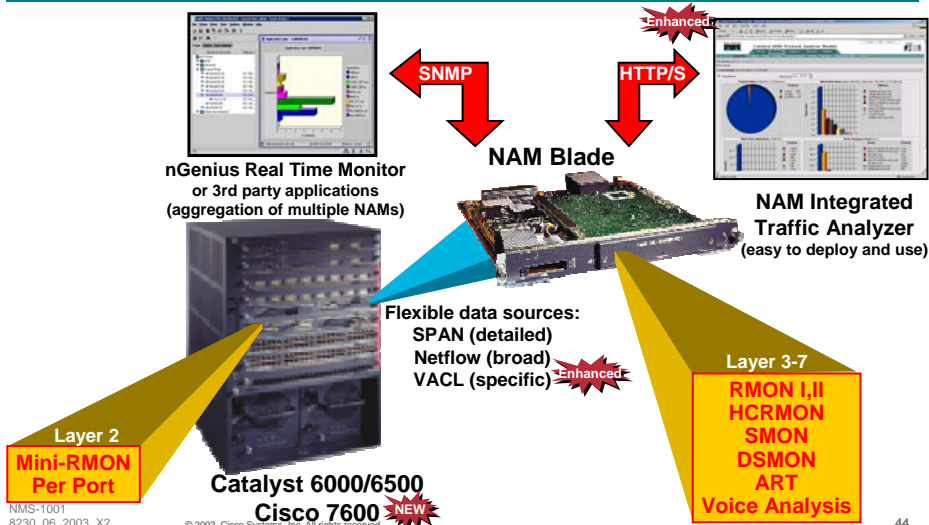 Enhanced
SNMP
HTTP/S
NAM Blade
nGenius Real Time Monitor
or 3rd party applications
(aggregation of multiple NAMs)
NAM Integrated
Traffic Analyzer
(easy to deploy and use)
Flexible data sources:
SPAN (detailed)
Netflow (broad)
VACL (specific)
Enhanced
Layer 2
Mini-RMON
Per Port
Layer 3-7
RMON I,II
HCRMON
SMON
DSMON
ART
Voice Analysis
Catalyst 6000/6500
Cisco 7600
NEW
NMS-1001
8230_06_2003_X2
© 2003, Cisco Systems, Inc. All rights reserved.
44